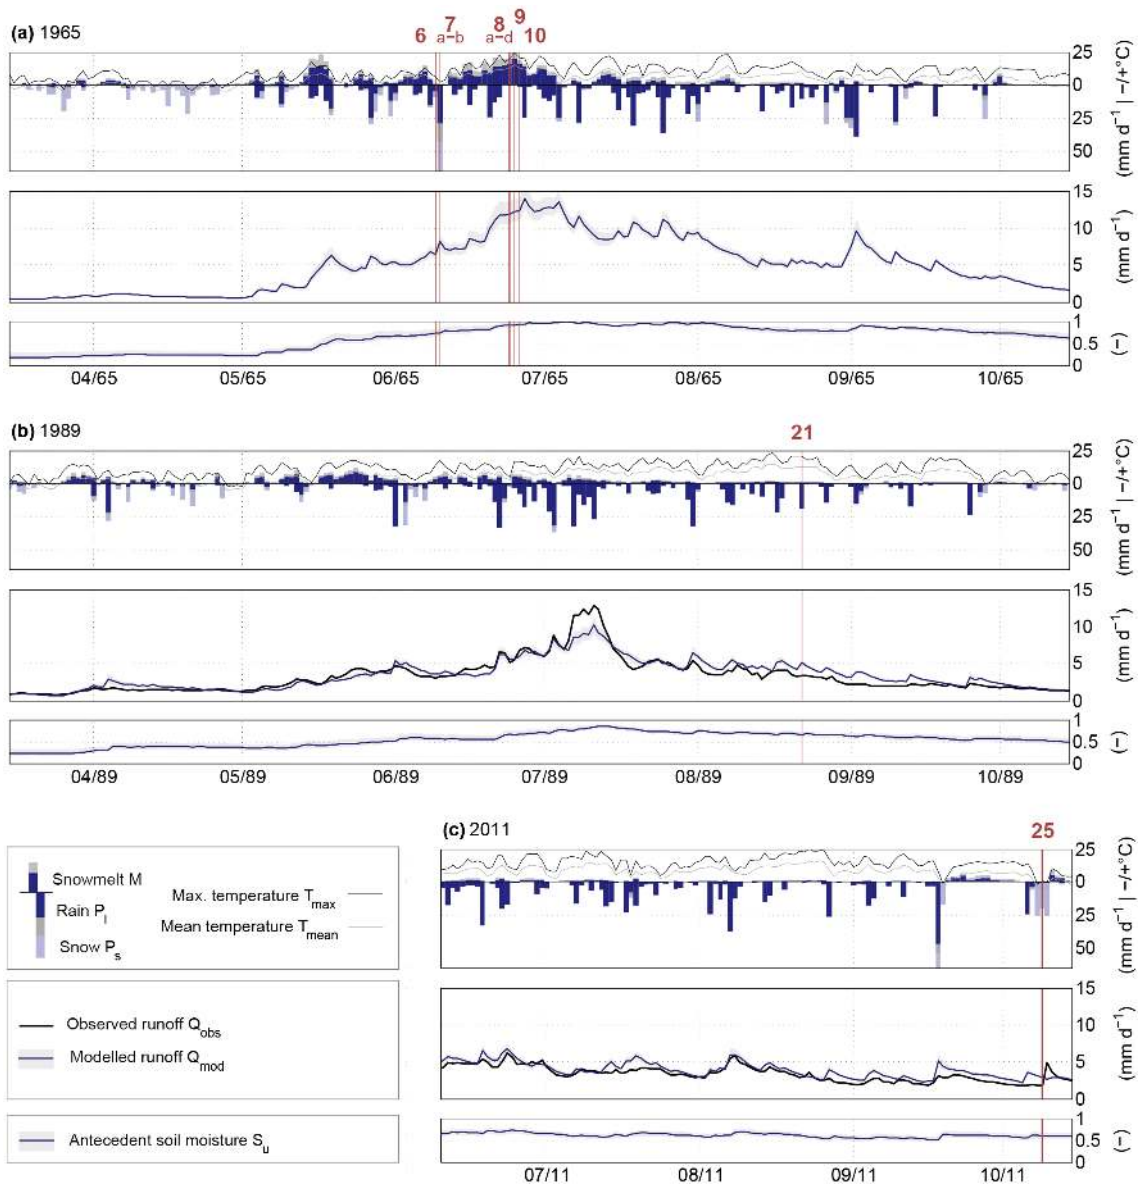 (a) 1965
6 7 8 9 10
a–b a–d
25
0
25
50
(mm d⁻¹ | −/+°C)
15
10
5
0
(mm d⁻¹)
1
0.5
0
(−)
04/65 05/65 06/65 07/65 08/65 09/65 10/65
(b) 1989
21
25
0
25
50
(mm d⁻¹ | −/+°C)
15
10
5
0
(mm d⁻¹)
1
0.5
0
(−)
04/89 05/89 06/89 07/89 08/89 09/89 10/89
(c) 2011
25
25
0
25
50
(mm d⁻¹ | −/+°C)
15
10
5
0
(mm d⁻¹)
1
0.5
0
(−)
07/11 08/11 09/11 10/11
Snowmelt M
Rain P_l
Snow P_s
Max. temperature T_max
Mean temperature T_mean
Observed runoff Q_obs
Modelled runoff Q_mod
Antecedent soil moisture S_u